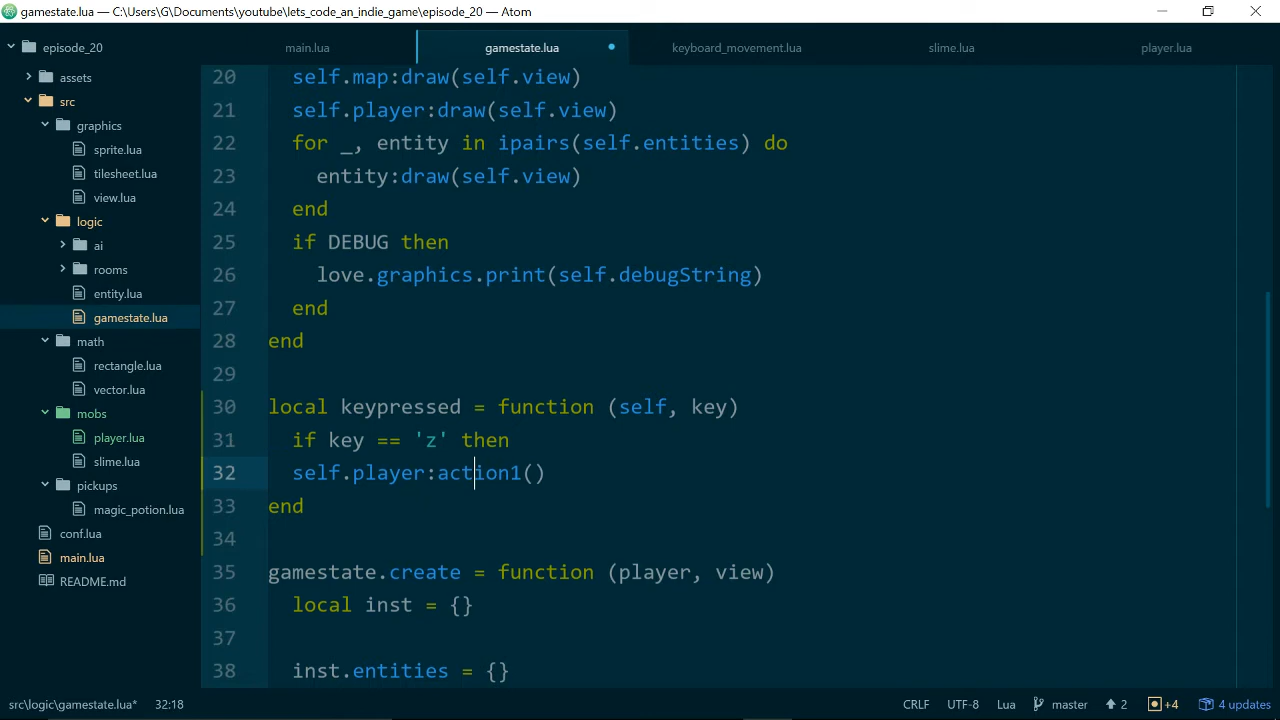 gamestate.lua — C:\Users\G\Documents\youtube\lets_code_an_indie_game\episode_20 — Atom
episode_20
assets
src
graphics
sprite.lua
tilesheet.lua
view.lua
logic
ai
rooms
entity.lua
gamestate.lua
math
rectangle.lua
vector.lua
mobs
player.lua
slime.lua
pickups
magic_potion.lua
conf.lua
main.lua
README.md
main.lua gamestate.lua keyboard_movement.lua slime.lua player.lua
20 self.map:draw(self.view)
21 self.player:draw(self.view)
22 for _, entity in ipairs(self.entities) do
23 entity:draw(self.view)
24 end
25 if DEBUG then
26 love.graphics.print(self.debugString)
27 end
28 end
29
30 local keypressed = function (self, key)
31 if key == 'z' then
32 self.player:action1()
33 end
34
35 gamestate.create = function (player, view)
36 local inst = {}
37
38 inst.entities = {}
src\logic\gamestate.lua* 32:18 CRLF UTF-8 Lua master 2 +4 4 updates